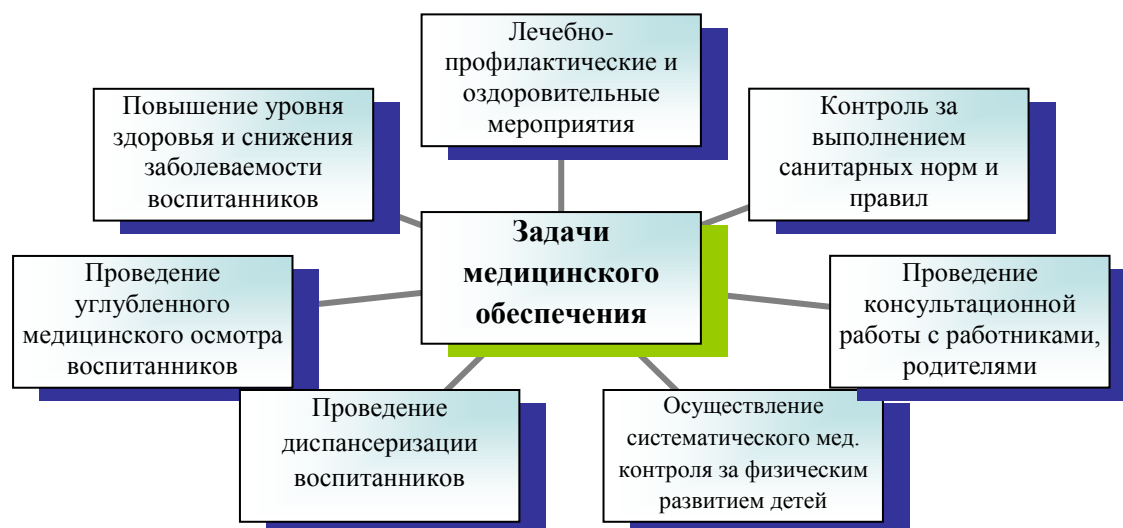 Лечебно-
профилактические и
оздоровительные
мероприятия
Повышение уровня
здоровья и снижения
заболеваемости
воспитанников
Контроль за
выполнением
санитарных норм и
правил
Задачи
медицинского
обеспечения
Проведение
углубленного
медицинского осмотра
воспитанников
Проведение
консультационной
работы с работниками,
родителями
Проведение
диспансеризации
воспитанников
Осуществление
систематического мед.
контроля за физическим
развитием детей